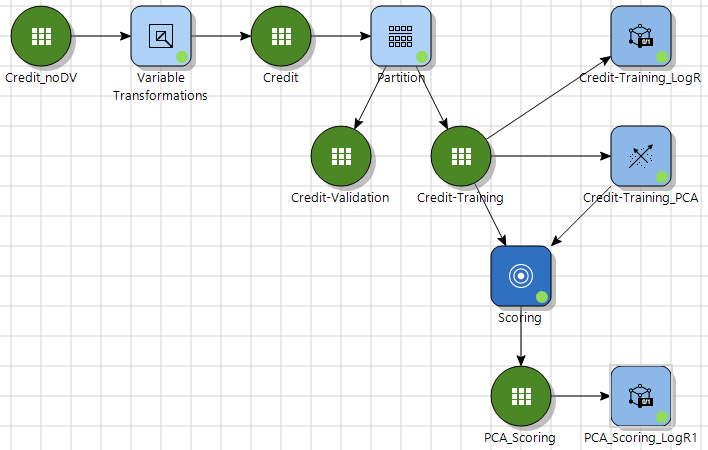 Credit_noDV
Variable
Transformations
Credit
Partition
Credit-Training_LogR
Credit-Validation
Credit-Training
Credit-Training_PCA
Scoring
PCA_Scoring
PCA_Scoring_LogR1